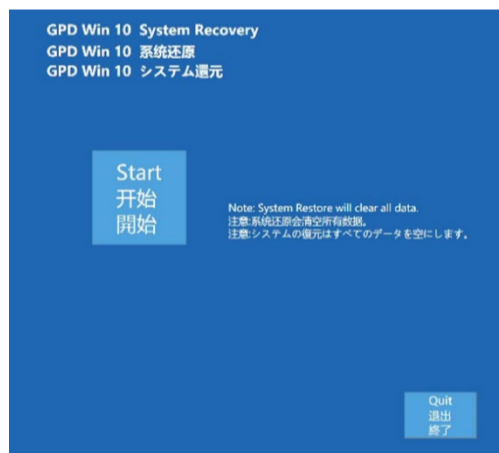 GPD Win 10 System Recovery
GPD Win 10 系统还原
GPD Win 10 システム還元
Start
开始
開始
Note: System Restore will clear all data.
注意:系统还原会清空所有数据。
注意:システムの復元はすべてのデータを空にします。
Quit
退出
終了